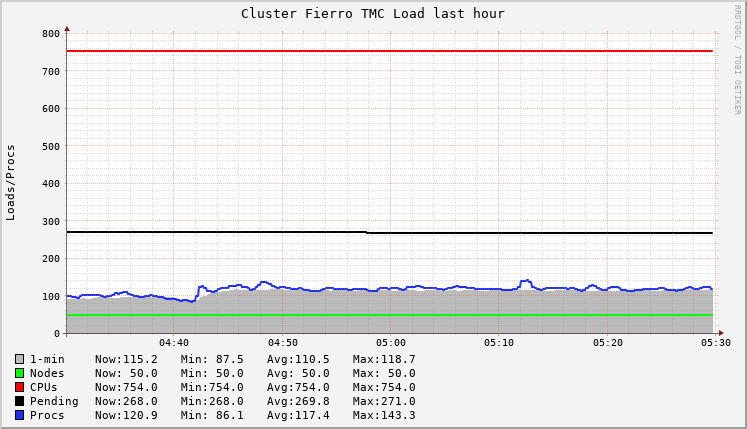 Cluster Fierro TMC Load last hour
RRDTOOL / TOBI OETIKER
Loads/Procs
800
700
600
500
400
300
200
100
0
04:40 04:50 05:00 05:10 05:20 05:30
1-min Now:115.2 Min: 87.5 Avg:110.5 Max:118.7
Nodes Now: 50.0 Min: 50.0 Avg: 50.0 Max: 50.0
CPUs Now:754.0 Min:754.0 Avg:754.0 Max:754.0
Pending Now:268.0 Min:268.0 Avg:269.8 Max:271.0
Procs Now:120.9 Min: 86.1 Avg:117.4 Max:143.3